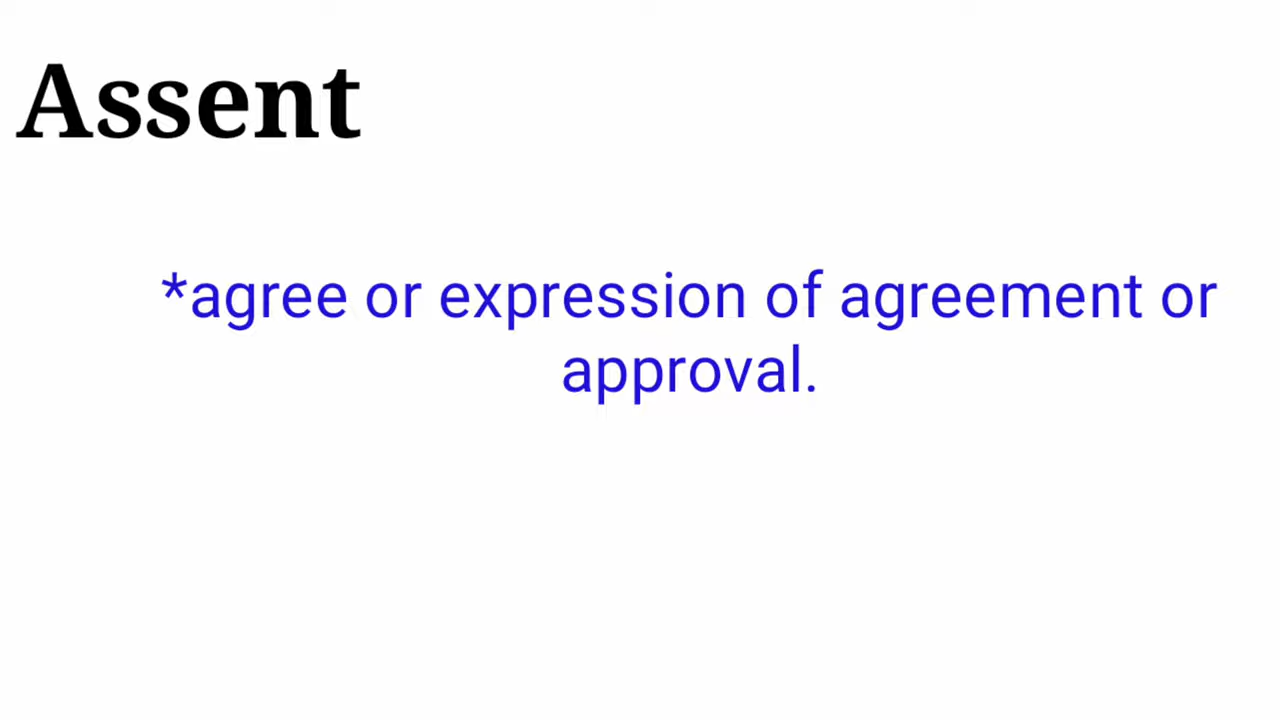 Assent
*agree or expression of agreement or
approval.